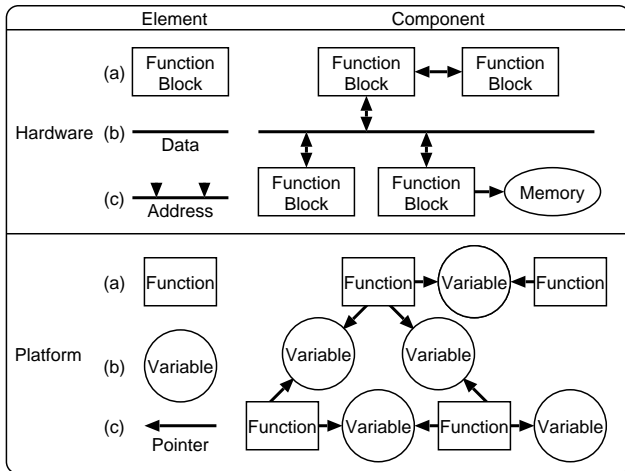 Element
Component
Hardware
(a)
Function
Block
(b)
Data
(c)
Address
Function
Block
Function
Block
Function
Block
Function
Block
Memory
Platform
(a)
Function
(b)
Variable
(c)
Pointer
Function
Variable
Function
Variable
Variable
Function
Variable
Function
Variable